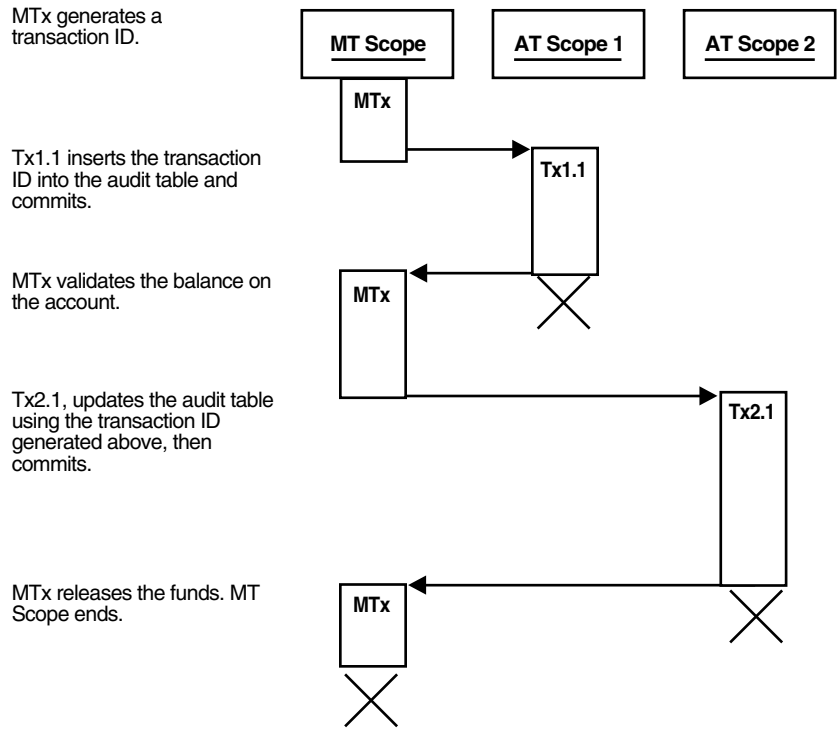 MTx generates a
transaction ID.
MT Scope
AT Scope 1
AT Scope 2
MTx
Tx1.1 inserts the transaction
ID into the audit table and
commits.
Tx1.1
MTx validates the balance on
the account.
MTx
Tx2.1, updates the audit table
using the transaction ID
generated above, then
commits.
Tx2.1
MTx releases the funds. MT
Scope ends.
MTx